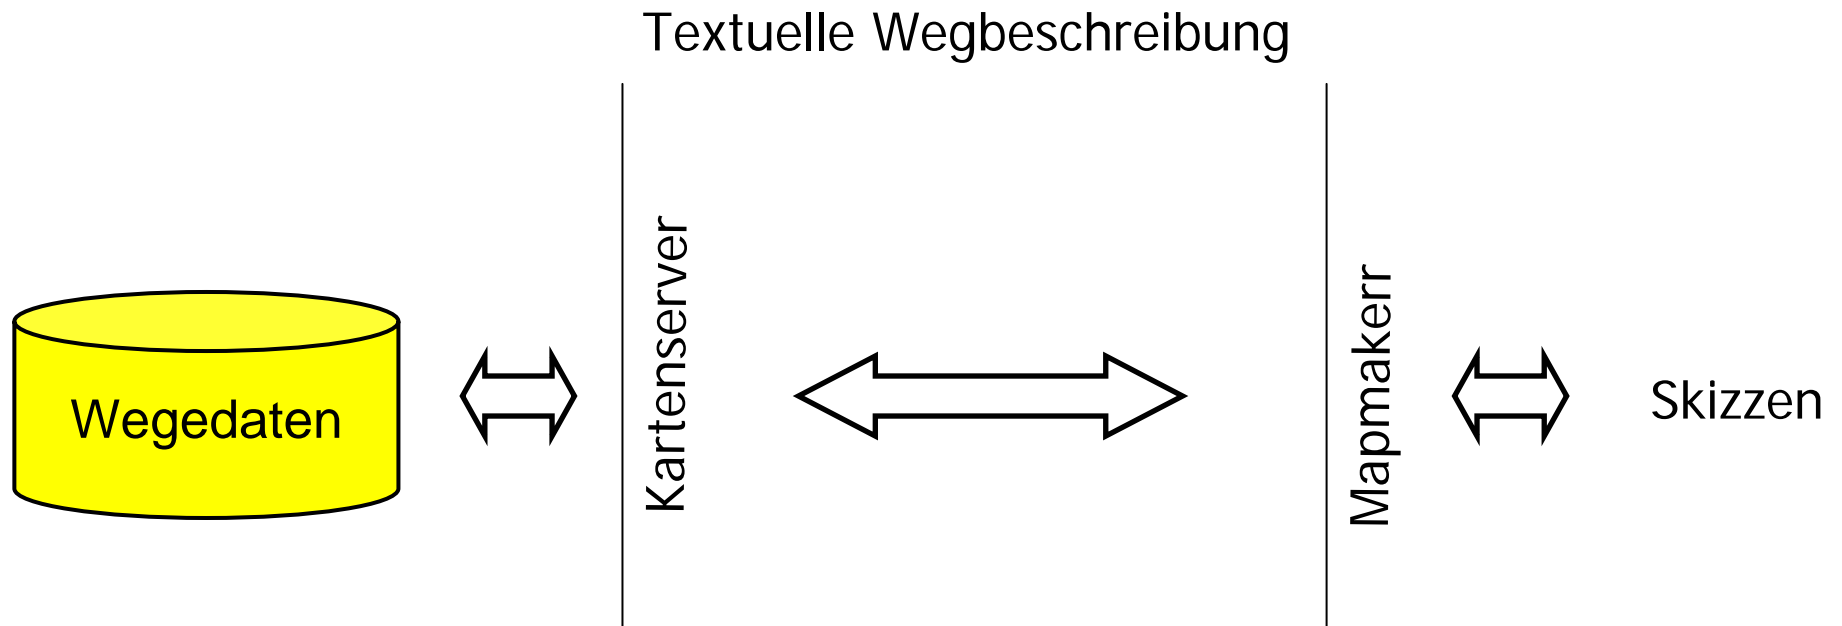 Textuelle Wegbeschreibung
Wegedaten
Kartenserver
Mapmakerr
Skizzen